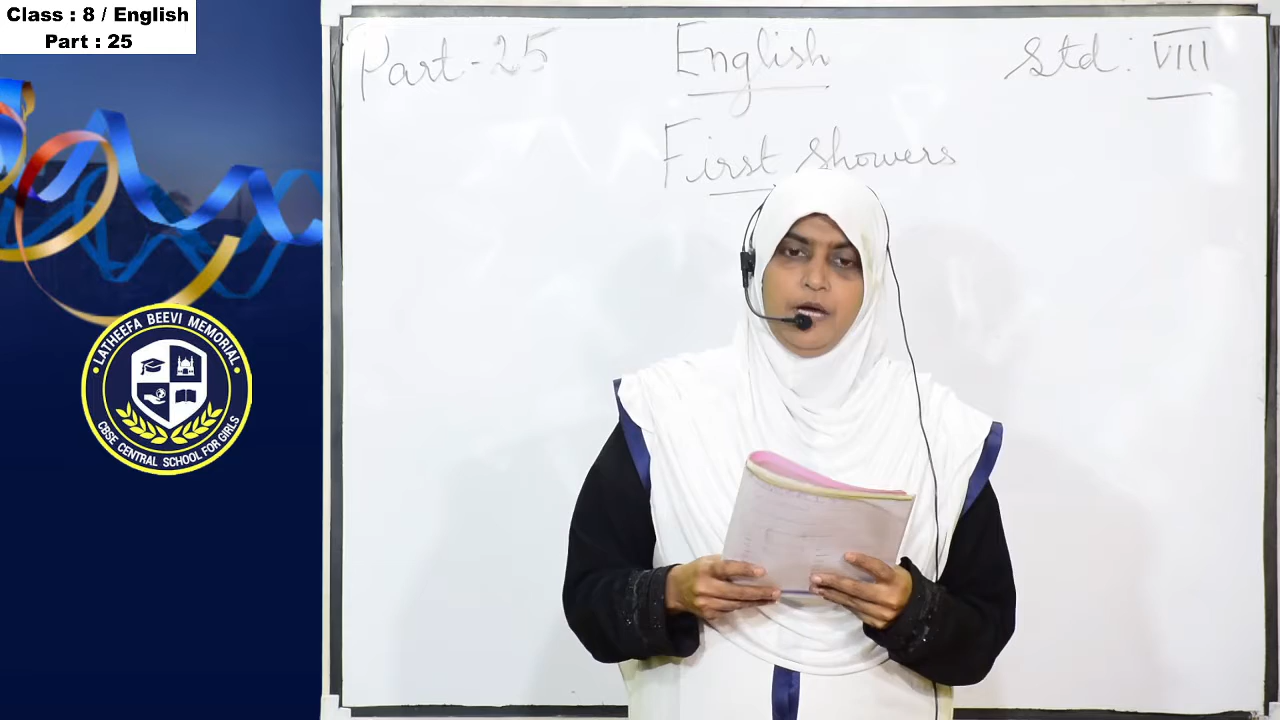 Class : 8 / English
Part : 25
Part-25
English
Std: VIII
First Showers
LATHEEFA BEEVI MEMORIAL
CBSE CENTRAL SCHOOL FOR GIRLS